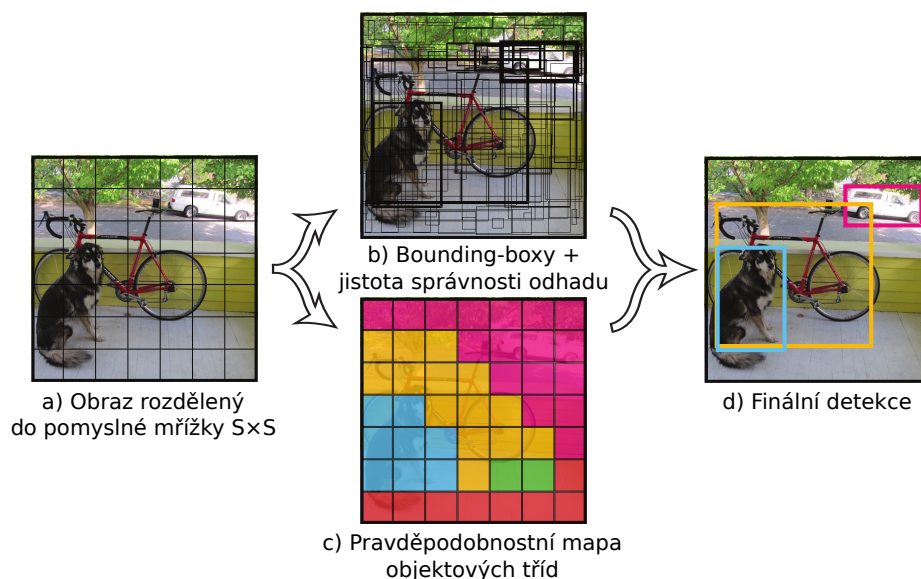 a) Obraz rozdělený
do pomyslné mřížky S×S
b) Bounding-boxy +
jistota správnosti odhadu
c) Pravděpodobnostní mapa
objektových tříd
d) Finální detekce